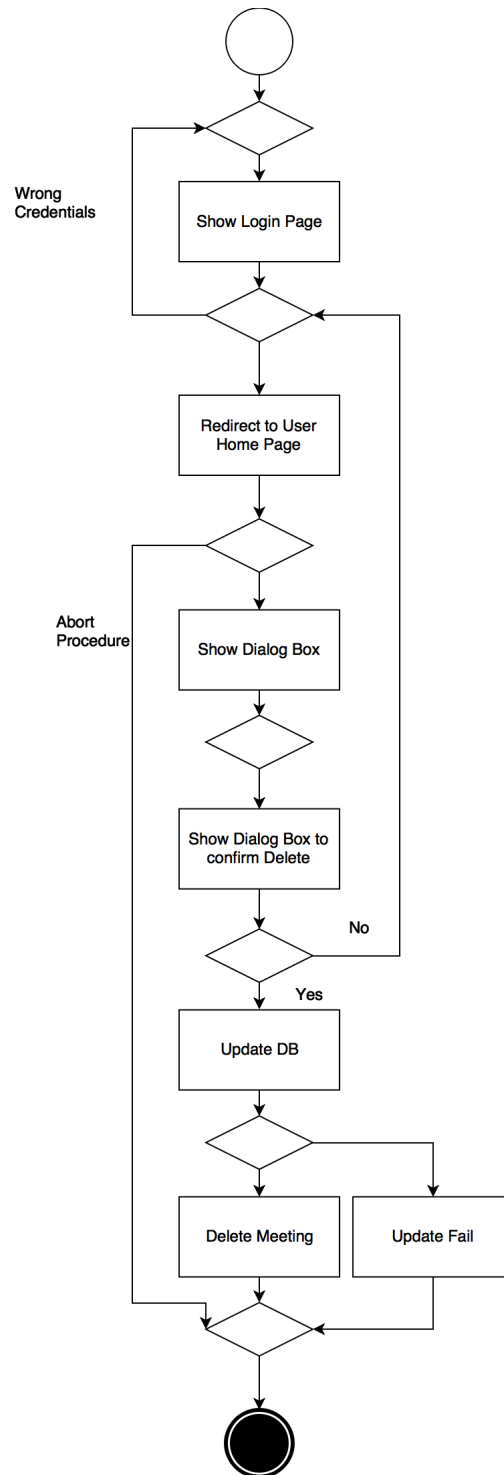 Wrong
Credentials
Show Login Page
Redirect to User
Home Page
Abort
Procedure
Show Dialog Box
Show Dialog Box to
confirm Delete
No
Yes
Update DB
Delete Meeting
Update Fail